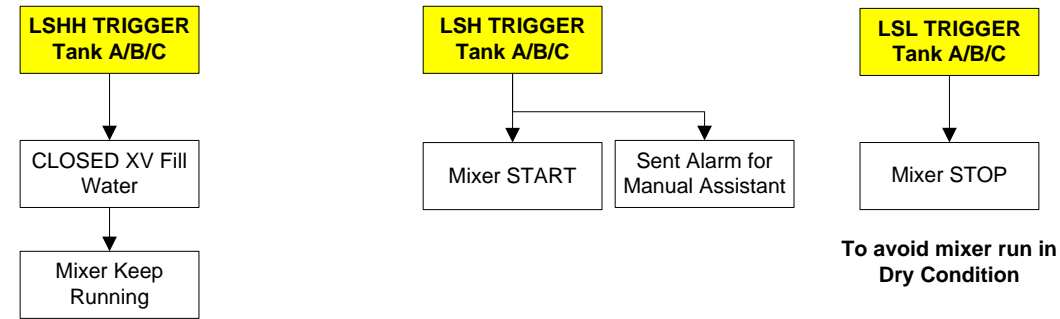 LSHH TRIGGER
Tank A/B/C
CLOSED XV Fill
Water
Mixer Keep
Running
LSH TRIGGER
Tank A/B/C
Mixer START
Sent Alarm for
Manual Assistant
LSL TRIGGER
Tank A/B/C
Mixer STOP
To avoid mixer run in
Dry Condition